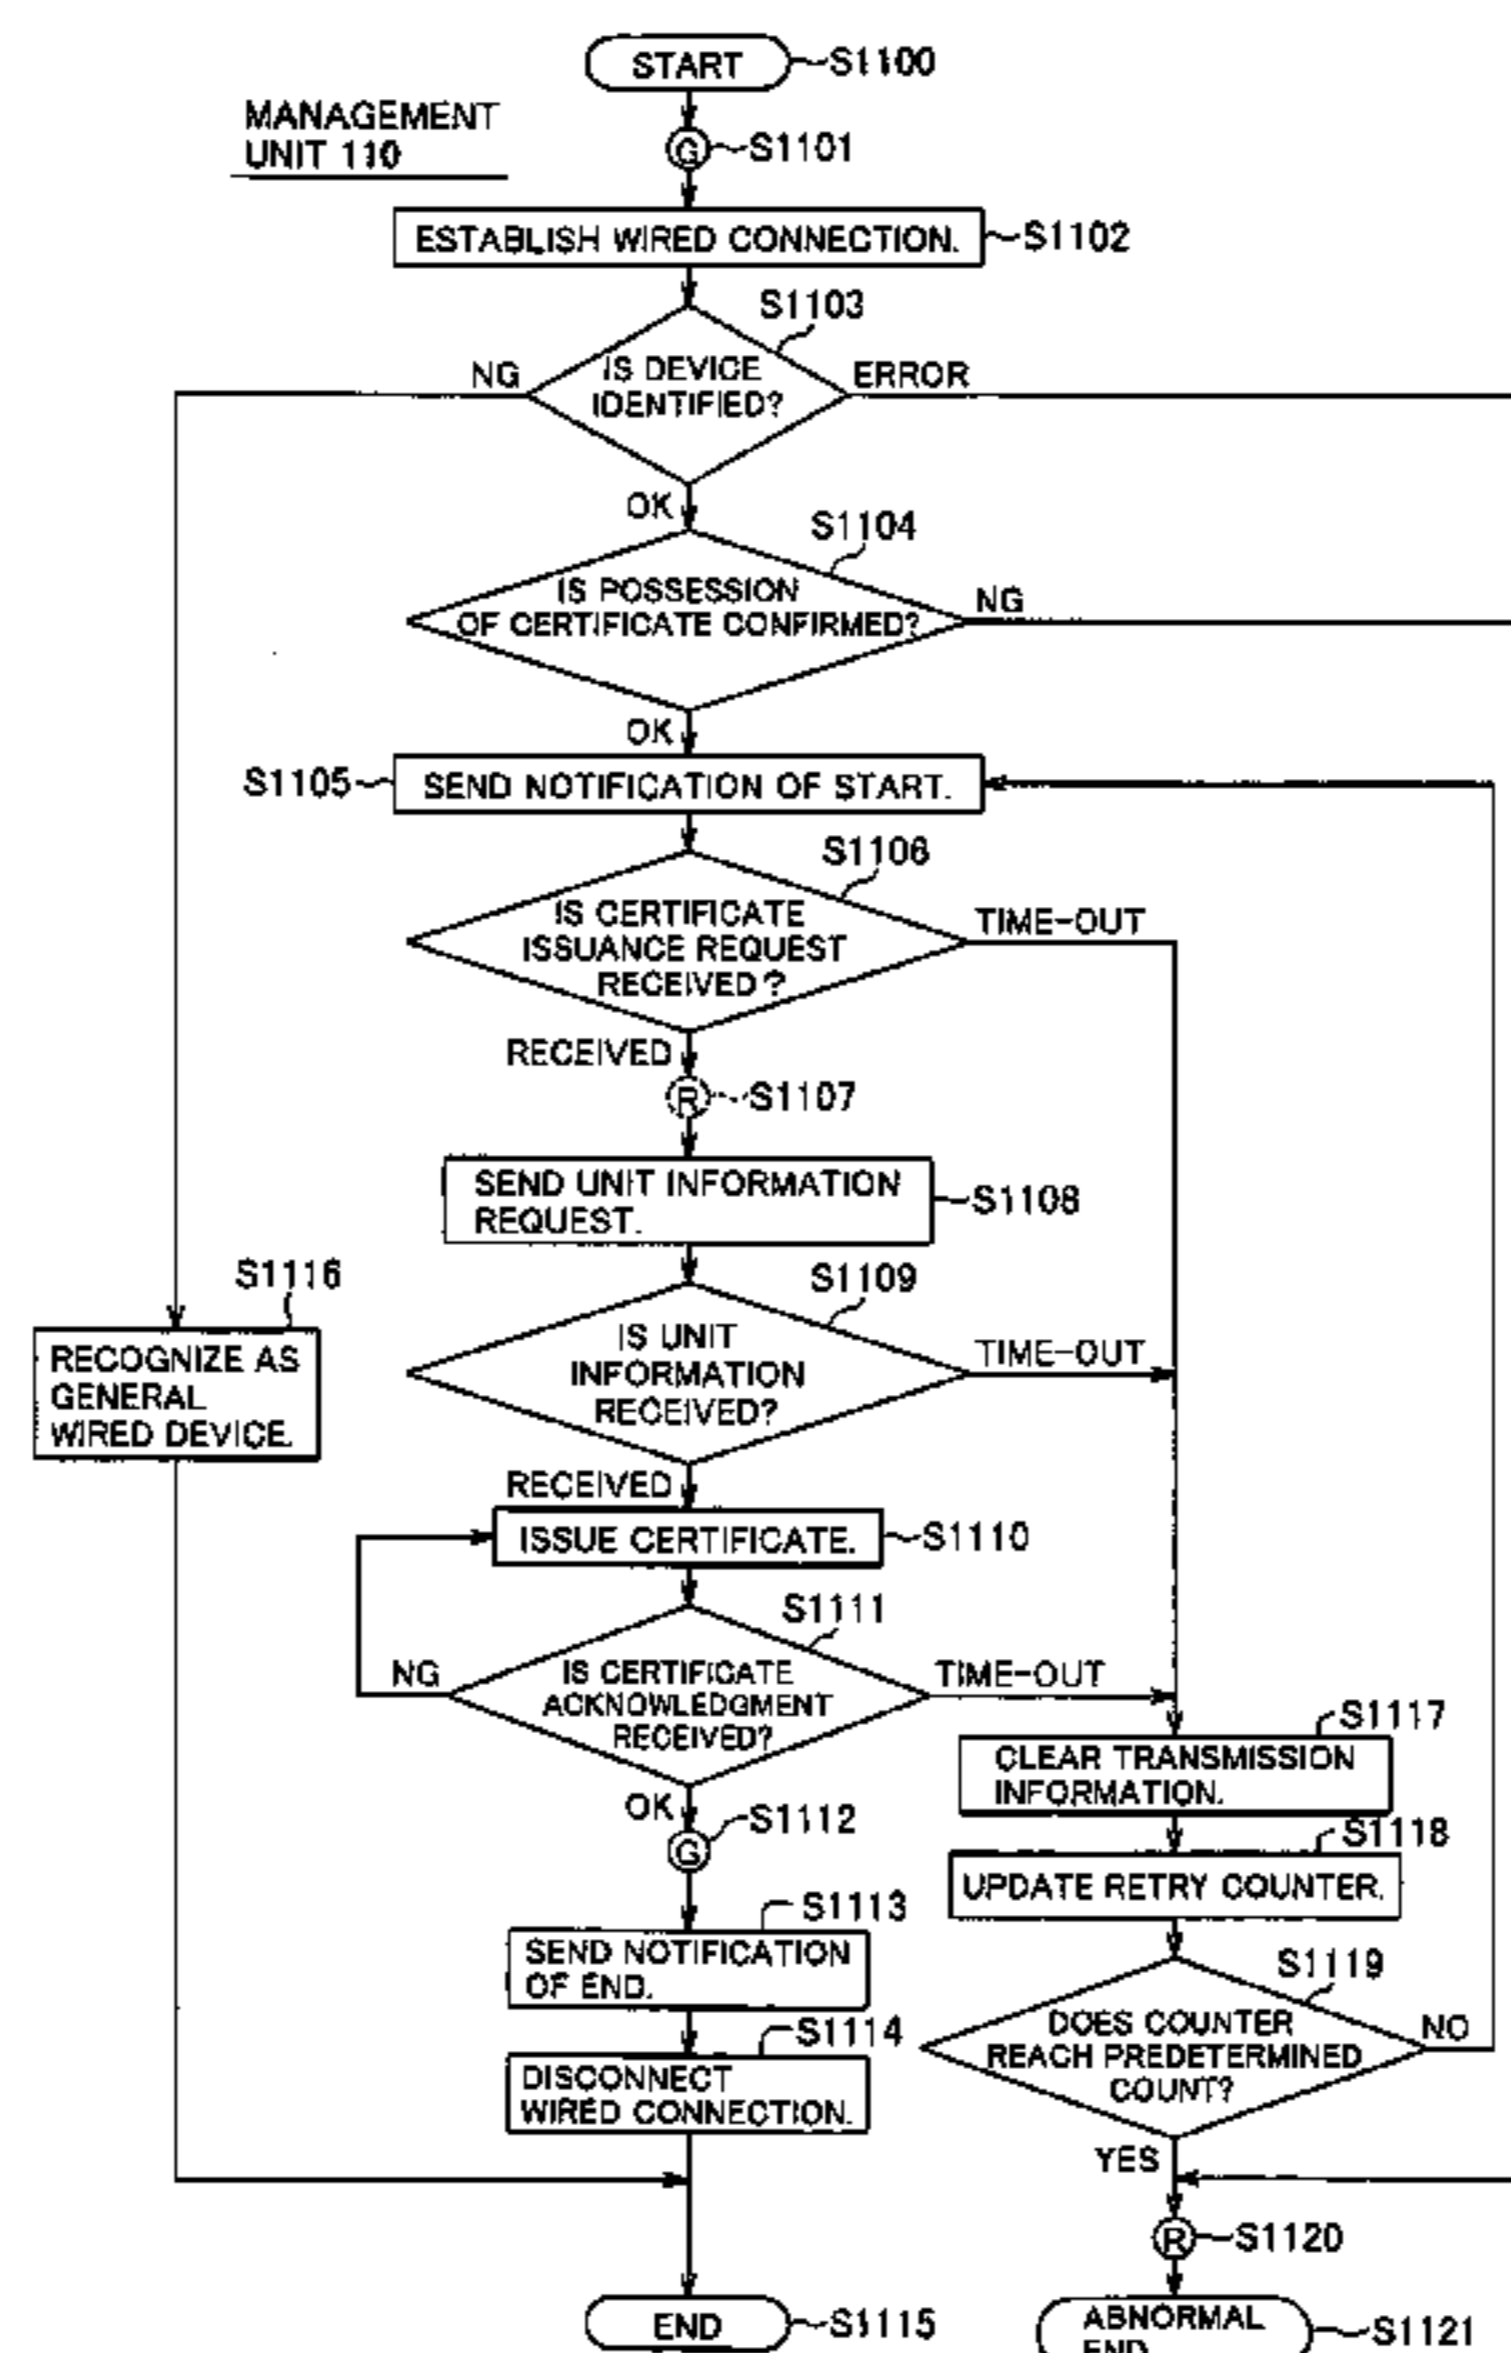 START
S1100
MANAGEMENT
UNIT 110
G
S1101
ESTABLISH WIRED CONNECTION.
S1102
S1103
NG
IS DEVICE
IDENTIFIED?
ERROR
OK
S1104
IS POSSESSION
OF CERTIFICATE CONFIRMED?
NG
OK
S1105
SEND NOTIFICATION OF START.
S1106
IS CERTIFICATE
ISSUANCE REQUEST
RECEIVED?
TIME-OUT
RECEIVED
R
S1107
SEND UNIT INFORMATION
REQUEST.
S1108
S1116
RECOGNIZE AS
GENERAL
WIRED DEVICE.
S1109
IS UNIT
INFORMATION
RECEIVED?
TIME-OUT
RECEIVED
ISSUE CERTIFICATE.
S1110
S1111
NG
IS CERTIFICATE
ACKNOWLEDGMENT
RECEIVED?
TIME-OUT
S1117
CLEAR TRANSMISSION
INFORMATION.
OK
S1112
G
S1118
UPDATE RETRY COUNTER.
S1113
SEND NOTIFICATION
OF END.
S1119
DOES COUNTER
REACH PREDETERMINED
COUNT?
NO
S1114
DISCONNECT
WIRED CONNECTION.
YES
R
S1120
END
S1115
ABNORMAL
END
S1121